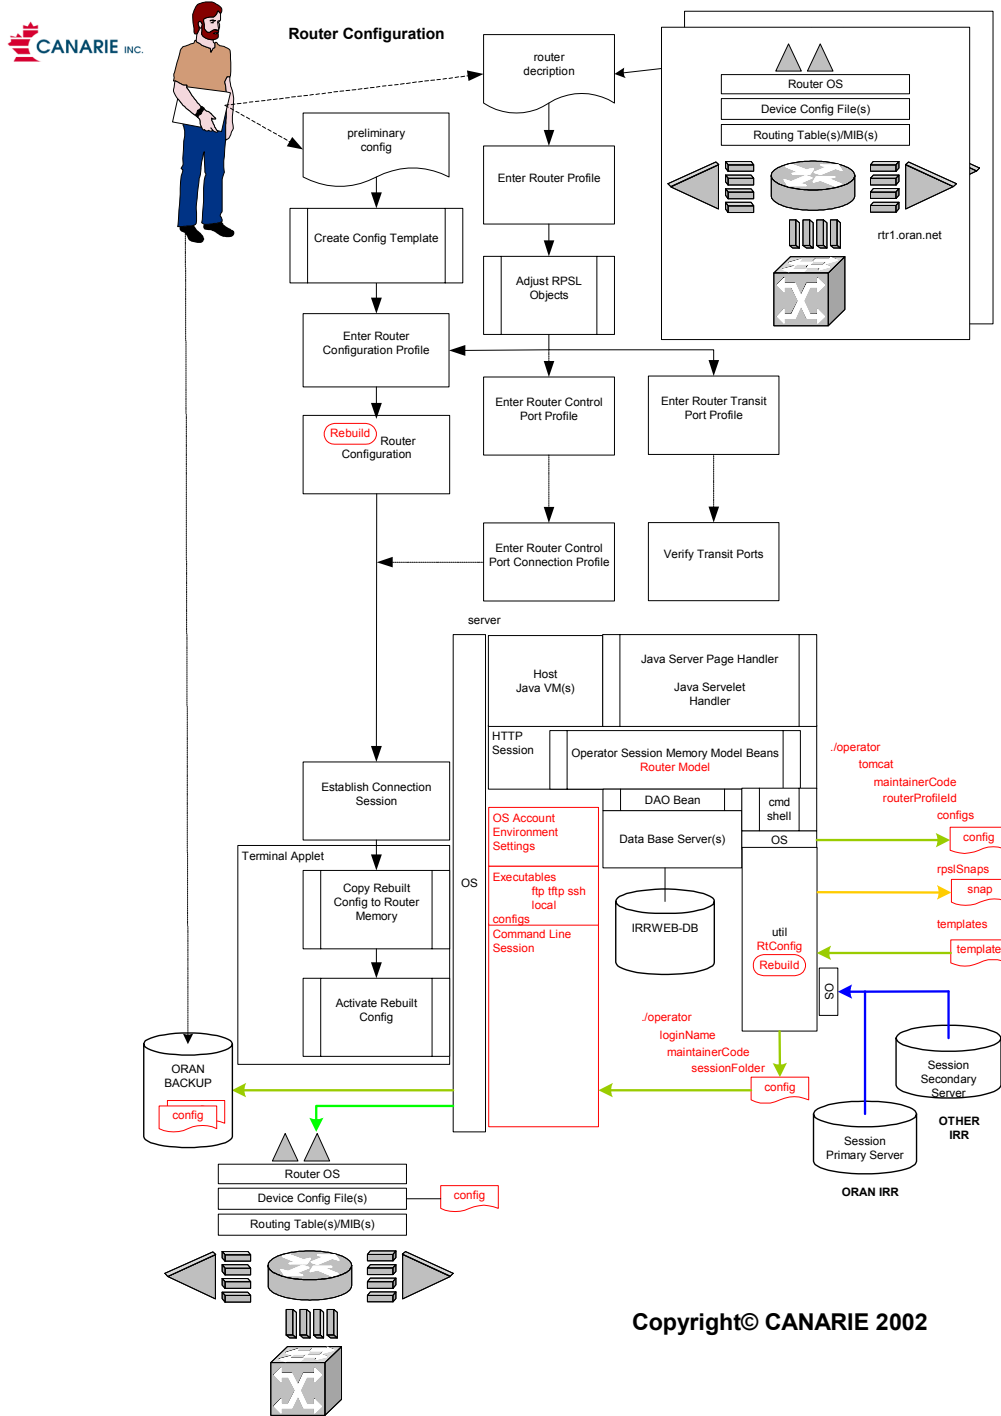 CANARIE INC.
Router Configuration
router
decription
preliminary
config
Router OS
Device Config File(s)
Routing Table(s)/MIB(s)
rtr1.oran.net
Enter Router Profile
Create Config Template
Adjust RPSL
Objects
Enter Router
Configuration Profile
Enter Router Control
Port Profile
Enter Router Transit
Port Profile
Rebuild Router
Configuration
Enter Router Control
Port Connection Profile
Verify Transit Ports
server
Host
Java VM(s)
Java Server Page Handler
Java Servelet
Handler
HTTP
Session
Operator Session Memory Model Beans
Router Model
./operator
tomcat
maintainerCode
routerProfileId
configs
config
rpslSnaps
snap
templates
template
Establish Connection
Session
DAO Bean
cmd
shell
OS
Data Base Server(s)
OS Account
Environment
Settings
Executables
ftp tftp ssh
local
configs
Command Line
Session
OS
IRRWEB-DB
util
RtConfig
Rebuild
OS
Terminal Applet
Copy Rebuilt
Config to Router
Memory
Activate Rebuilt
Config
./operator
loginName
maintainerCode
sessionFolder
config
ORAN
BACKUP
config
Session
Secondary
Server
OTHER
IRR
Session
Primary Server
ORAN IRR
Router OS
Device Config File(s)
config
Routing Table(s)/MIB(s)
Copyright© CANARIE 2002